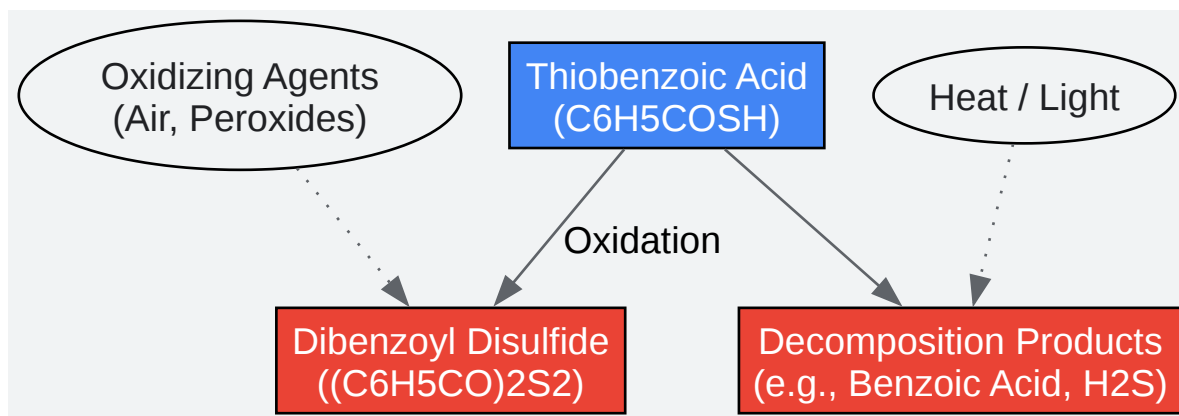 Oxidizing Agents
(Air, Peroxides)
Thiobenzoic Acid
(C6H5COSH)
Heat / Light
Oxidation
Dibenzoyl Disulfide
((C6H5CO)2S2)
Decomposition Products
(e.g., Benzoic Acid, H2S)